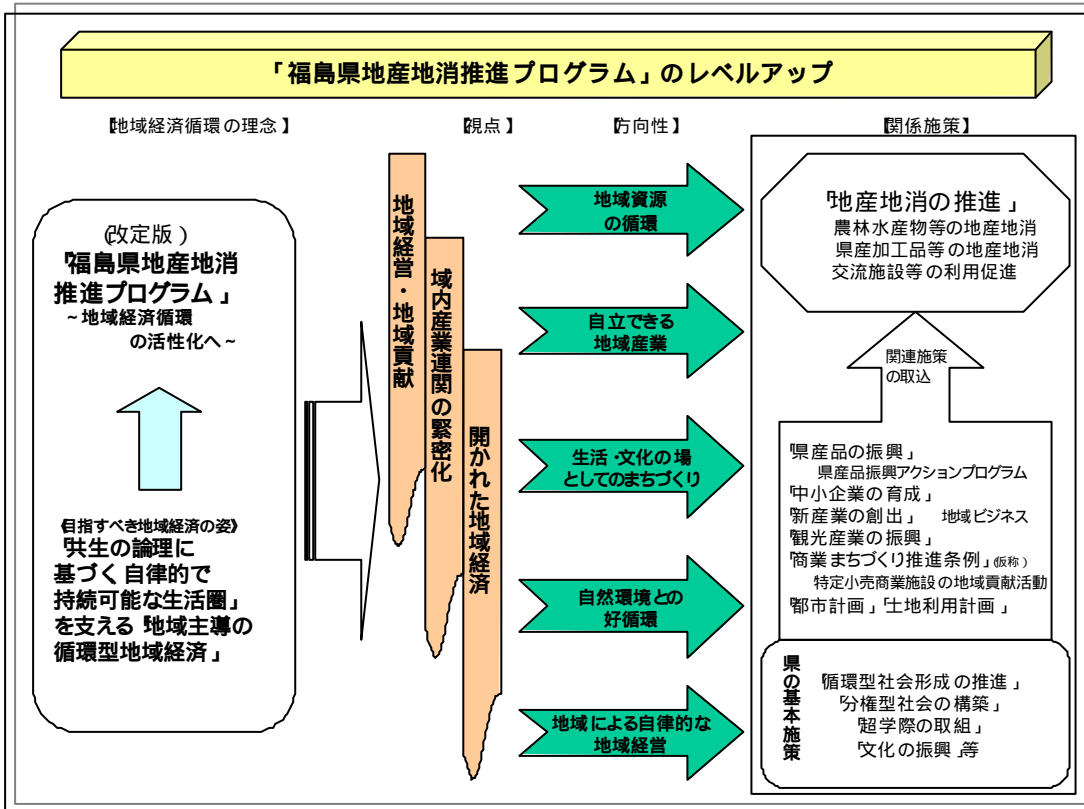 「福島県地産地消推進プログラム」のレベルアップ
【地域経済循環の理念】
【視点】
【方向性】
【関係施策】
(改定版)
「福島県地産地消
推進プログラム」
~地域経済循環
の活性化へ~
《目指すべき地域経済の姿》
「共生の論理に
基づく自律的で
持続可能な生活圏」
を支える「地域主導の
循環型地域経済」
地域経営・地域貢献
域内産業連関の緊密化
開かれた地域経済
地域資源
の循環
自立できる
地域産業
生活・文化の場
としてのまちづくり
自然環境との
好循環
地域による自律的な
地域経営
「地産地消の推進」
農林水産物等の地産地消
県産加工品等の地産地消
交流施設等の利用促進
関連施策
の取込
「県産品の振興」
県産品振興アクションプログラム
「中小企業の育成」
「新産業の創出」 地域ビジネス
「観光産業の振興」
「商業まちづくり推進条例」(仮称)
特定小売商業施設の地域貢献活動
「都市計画」「土地利用計画」
県の基本施策
「循環型社会形成の推進」
「分権型社会の構築」
「超学際の取組」
「文化の振興」等